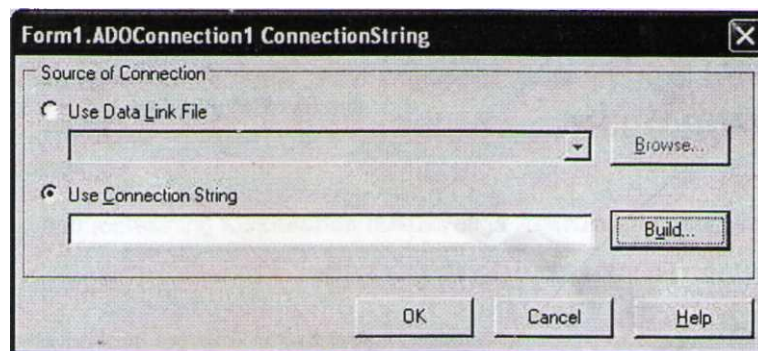 Form1.ADOConnection1 ConnectionString
Source of Connection
Use Data Link File
Browse...
Use Connection String
Build...
OK Cancel Help